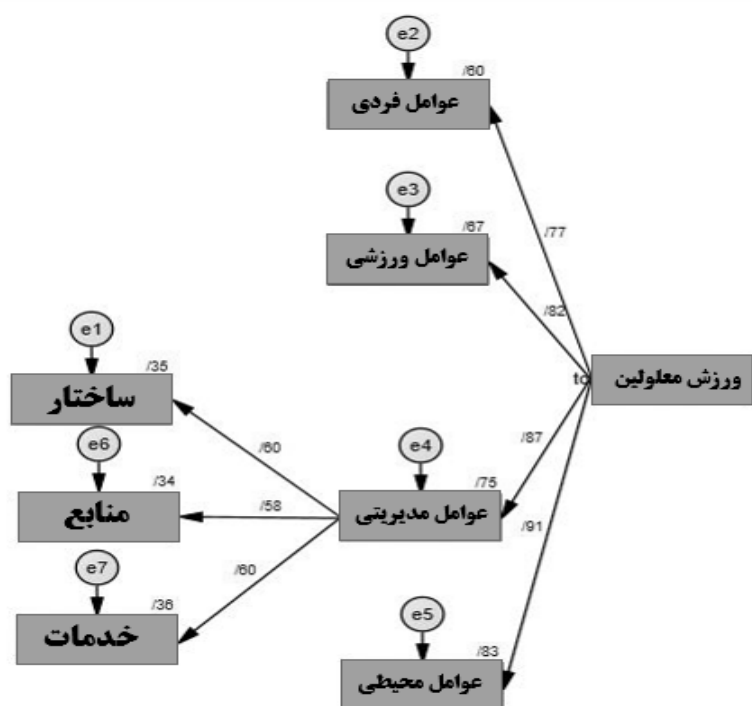 e2
/60
عوامل فردی
e3
/67
عوامل ورزشی
/77
/82
to
ورزش معلولین
e1
/35
ساختار
e6
/34
منابع
e7
/36
خدمات
/60
/58
/60
e4
/75
عوامل مدیریتی
/87
/91
e5
/83
عوامل محیطی